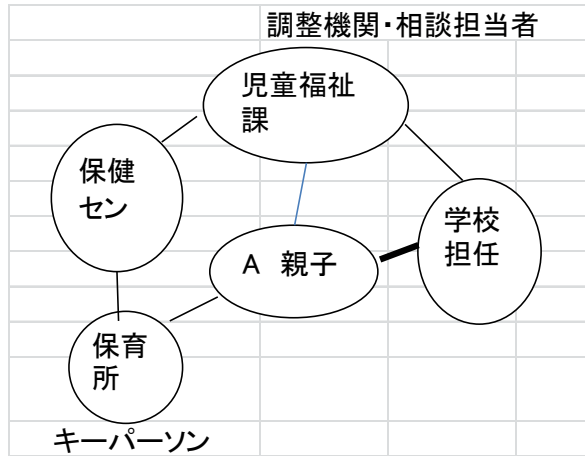 調整機関・相談担当者
児童福祉
課
保健
セン
学校
担任
A　親子
保育
所
キーパーソン